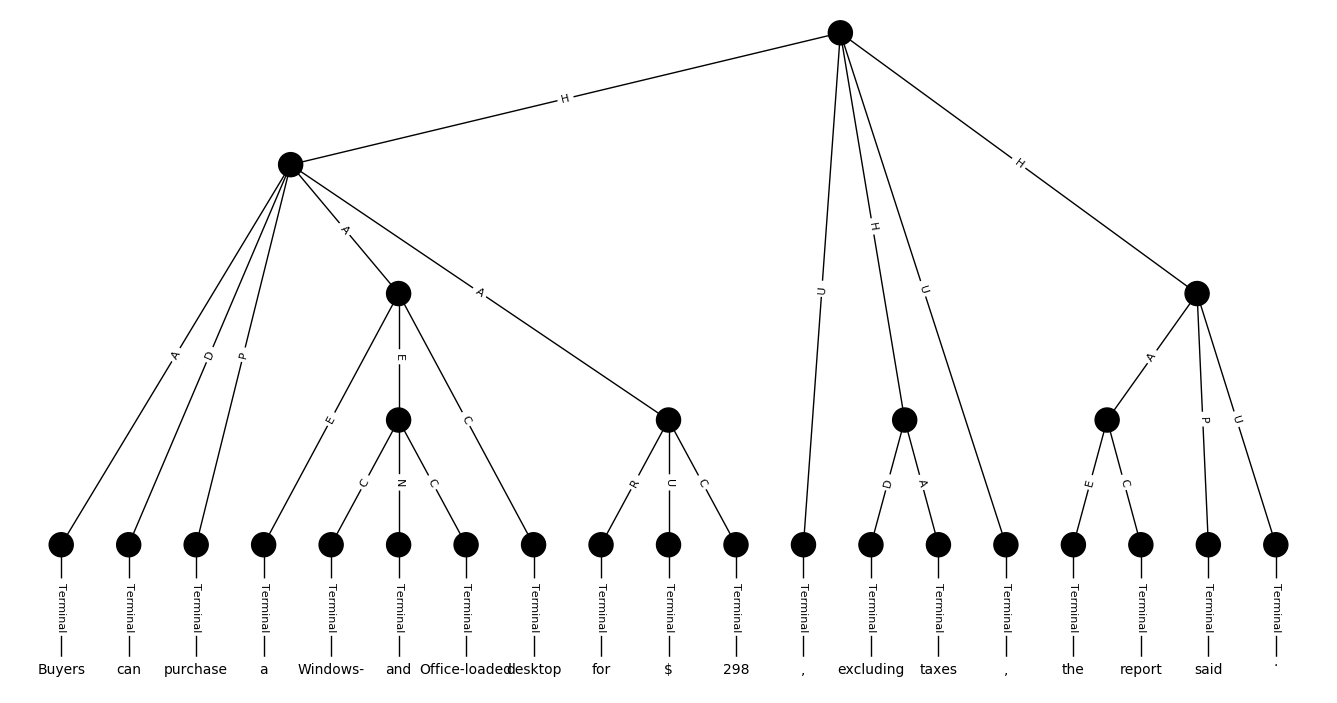 H
H
A
A
U
H
U
A
D
P
E
E
C
A
P
U
C
N
C
R
U
C
D
A
E
C
Terminal Terminal Terminal Terminal Terminal Terminal Terminal Terminal Terminal Terminal Terminal Terminal Terminal Terminal Terminal Terminal Terminal Terminal Terminal
Buyers can purchase a Windows- and Office-loaded desktop for $ 298 , excluding taxes , the report said .